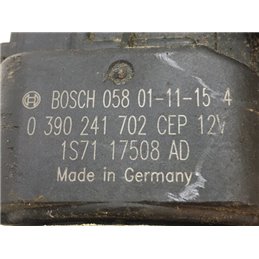 BOSCH 058 01-11-15 4
0 390 241 702 CEP 12V
1S71 17508 AD
Made in Germany